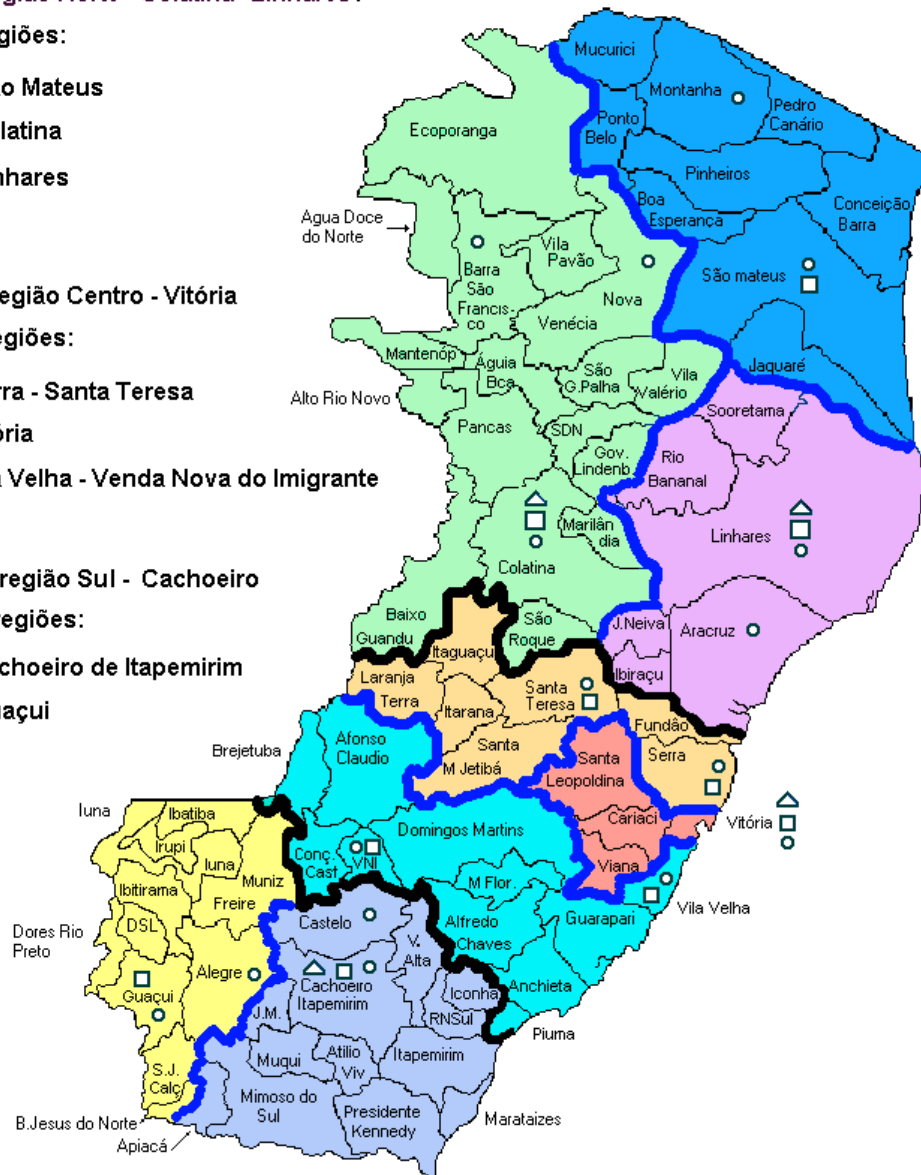 giões:
o Mateus
latina
nhares
egião Centro - Vitória
egiões:
rra - Santa Teresa
ória
a Velha - Venda Nova do Imigrante
região Sul - Cachoeiro
regiões:
choeiro de Itapemirim
uaçui
Mucurici
Montanha
Pedro
Canário
Ponto
Belo
Ecoporanga
Pinheiros
Boa
Esperança
Conceição
Barra
Agua Doce
do Norte
Vila
Pavão
Barra
São
Francis-
co
São mateus
Nova
Venécia
Mantenóp
Águia
Bca
São
G.Palha
Vila
Valério
Jaquaré
Alto Rio Novo
Sooretama
Pancas
SDN
Gov.
Lindenb.
Rio
Bananal
Marilân
dia
Linhares
Colatina
Baixo
Guandu
São
Roque
J.Neiva
Aracruz
Itaguaçu
Ibiraçu
Laranja
Terra
Santa
Teresa
Itarana
Fundão
Brejetuba
Afonso
Claudio
Santa
M Jetibá
Santa
Leopoldina
Serra
Iuna
Ibatiba
Irupi
Iuna
Domingos Martins
Cariaci
Vitória
Conç.
Cast
VNI
Viana
Ibitirama
Muniz
Freire
M Flor.
Guarapari
Vila Velha
DSL
Dores Rio
Preto
Castelo
V.
Alta
Alfredo
Chaves
Alegre
Guaçui
Cachoeiro
Itapemirim
Iconha
Anchieta
J.M.
RNSul
Piuma
Muqui
Atilio
Viv
Itapemirim
S.J.
Calç
Mimoso do
Sul
Presidente
Kennedy
Marataizes
B.Jesus do Norte
Apiacá